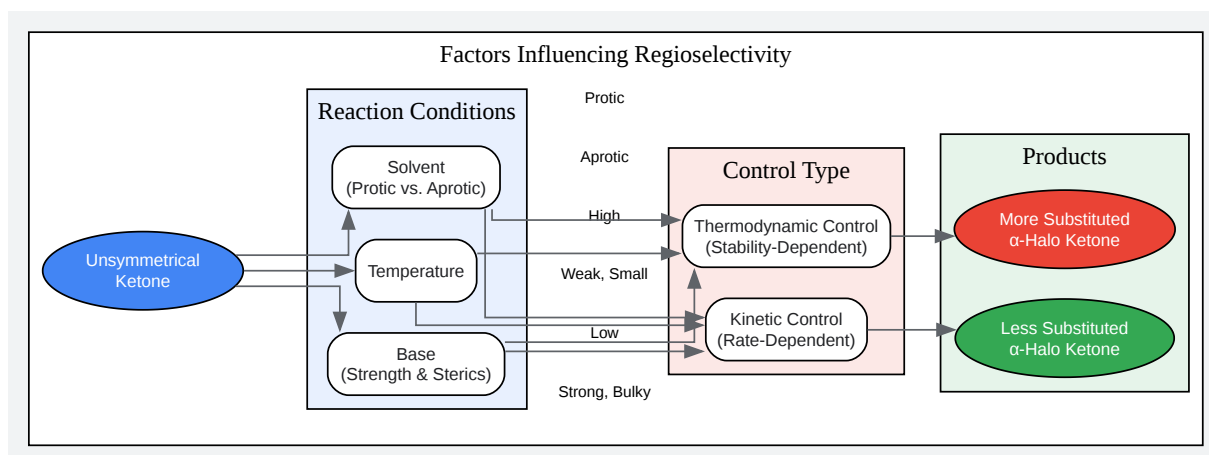 Factors Influencing Regioselectivity
Unsymmetrical
Ketone
Reaction Conditions
Solvent
(Protic vs. Aprotic)
Temperature
Base
(Strength & Sterics)
Protic
Aprotic
High
Weak, Small
Low
Strong, Bulky
Control Type
Thermodynamic Control
(Stability-Dependent)
Kinetic Control
(Rate-Dependent)
Products
More Substituted
α-Halo Ketone
Less Substituted
α-Halo Ketone